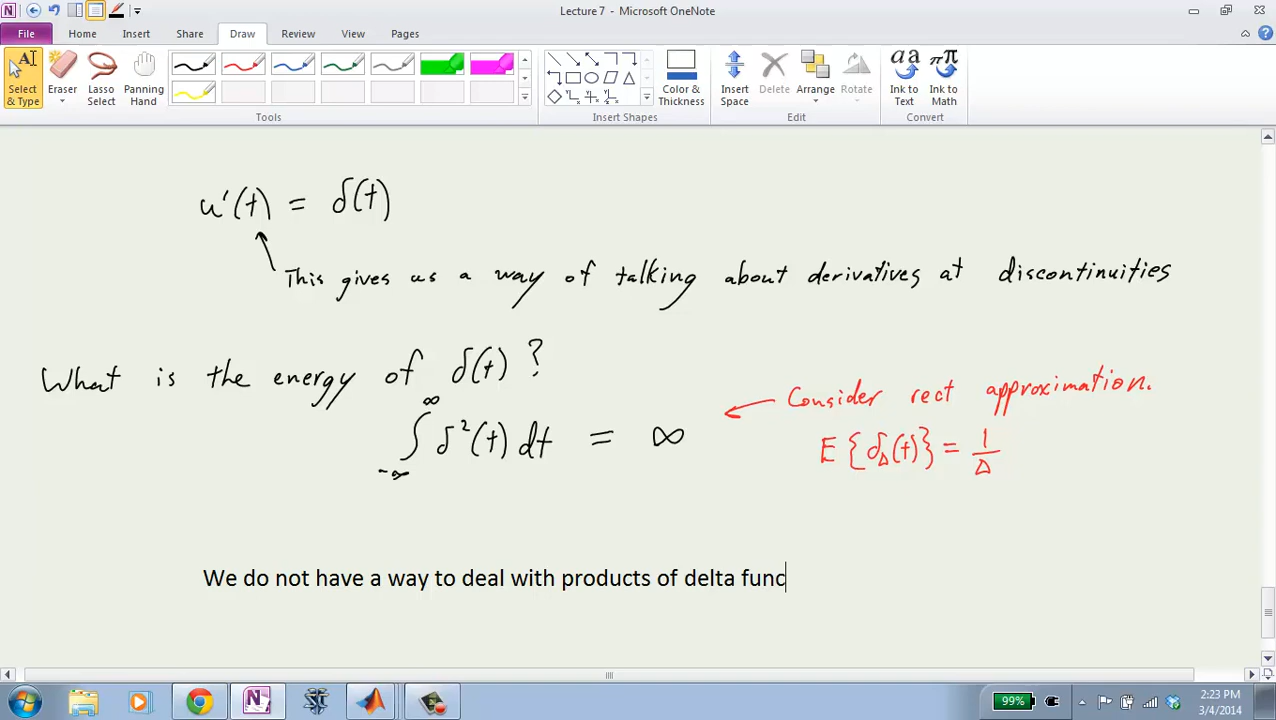 Lecture 7 - Microsoft OneNote
File Home Insert Share Draw Review View Pages
Select & Type Eraser Lasso Select Panning Hand Color & Thickness Insert Space Delete Arrange Rotate Ink to Text Ink to Math
Tools Insert Shapes Edit Convert
u'(t) = δ(t)
This gives us a way of talking about derivatives at discontinuities
What is the energy of δ(t)?
Consider rect approximation.
∫_{-∞}^{∞} δ²(t) dt = ∞
E{δ_Δ(t)} = 1/Δ
We do not have a way to deal with products of delta func
99%
2:23 PM
3/4/2014